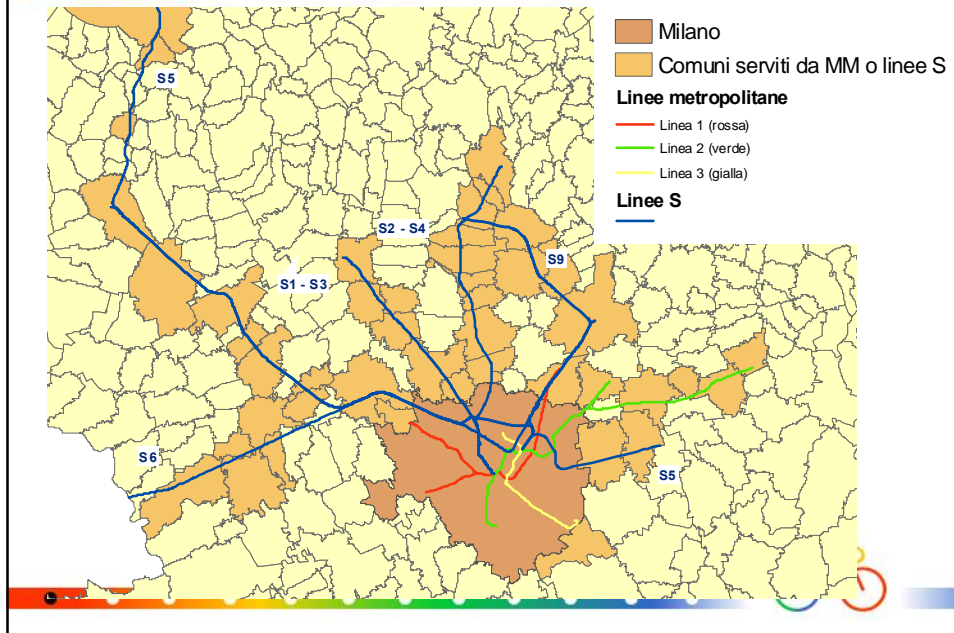 Milano
Comuni serviti da MM o linee S
Linee metropolitane
Linea 1 (rossa)
Linea 2 (verde)
Linea 3 (gialla)
Linee S
S5
S2 - S4
S9
S1 - S3
S6
S5